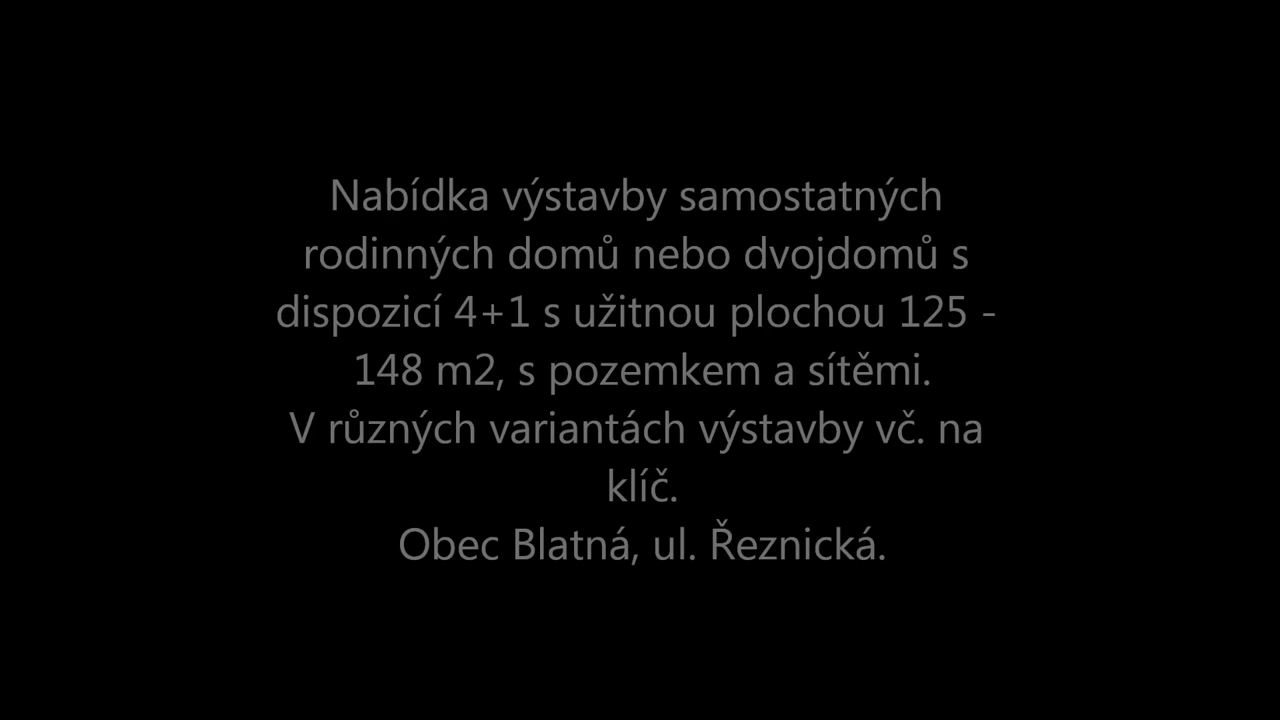 Nabídka výstavby samostatných
rodinných domů nebo dvojdomů s
dispozicí 4+1 s užitnou plochou 125 -
148 m2, s pozemkem a sítěmi.
V různých variantách výstavby vč. na
klíč.
Obec Blatná, ul. Řeznická.